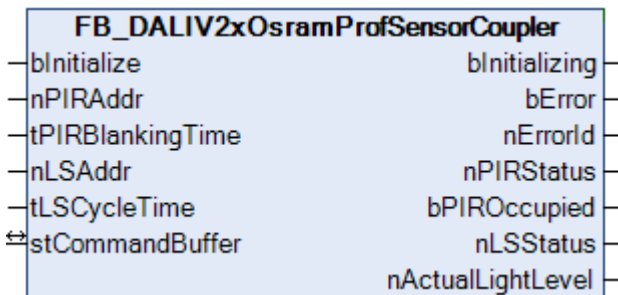 FB_DALIV2xOsramProfSensorCoupler
bInitialize bInitializing
nPIRAddr bError
tPIRBlankingTime nErrorId
nLSAddr nPIRStatus
tLSCycleTime bPIROccupied
stCommandBuffer nLSStatus
nActualLightLevel